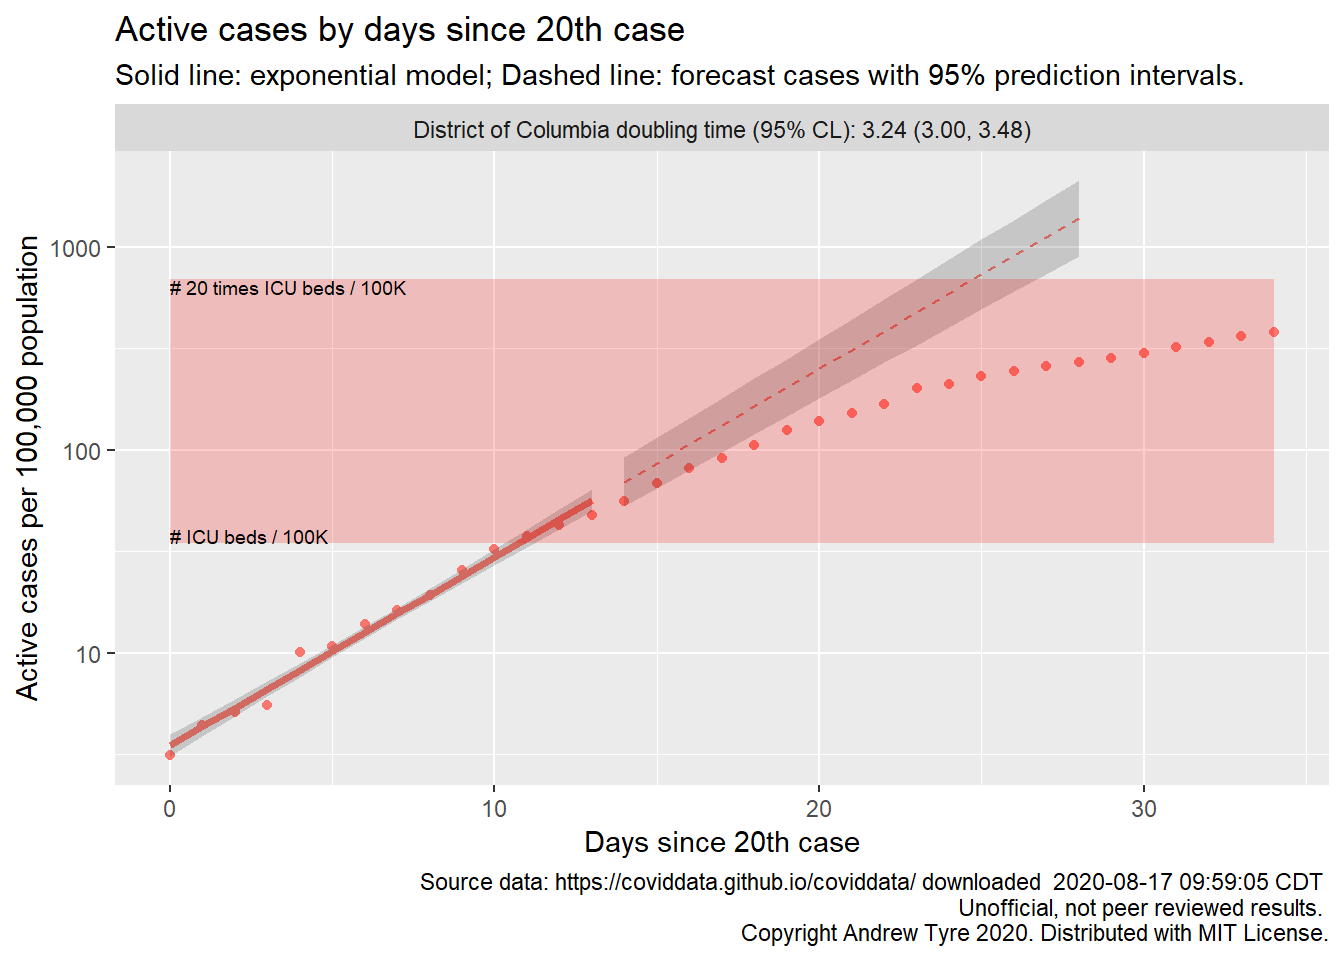 Active cases by days since 20th case
Solid line: exponential model; Dashed line: forecast cases with 95% prediction intervals.
District of Columbia doubling time (95% CL): 3.24 (3.00, 3.48)
Active cases per 100,000 population
1000
100
10
# 20 times ICU beds / 100K
# ICU beds / 100K
0
10
20
30
Days since 20th case
Source data: https://coviddata.github.io/coviddata/ downloaded  2020-08-17 09:59:05 CDT
Unofficial, not peer reviewed results.
Copyright Andrew Tyre 2020. Distributed with MIT License.